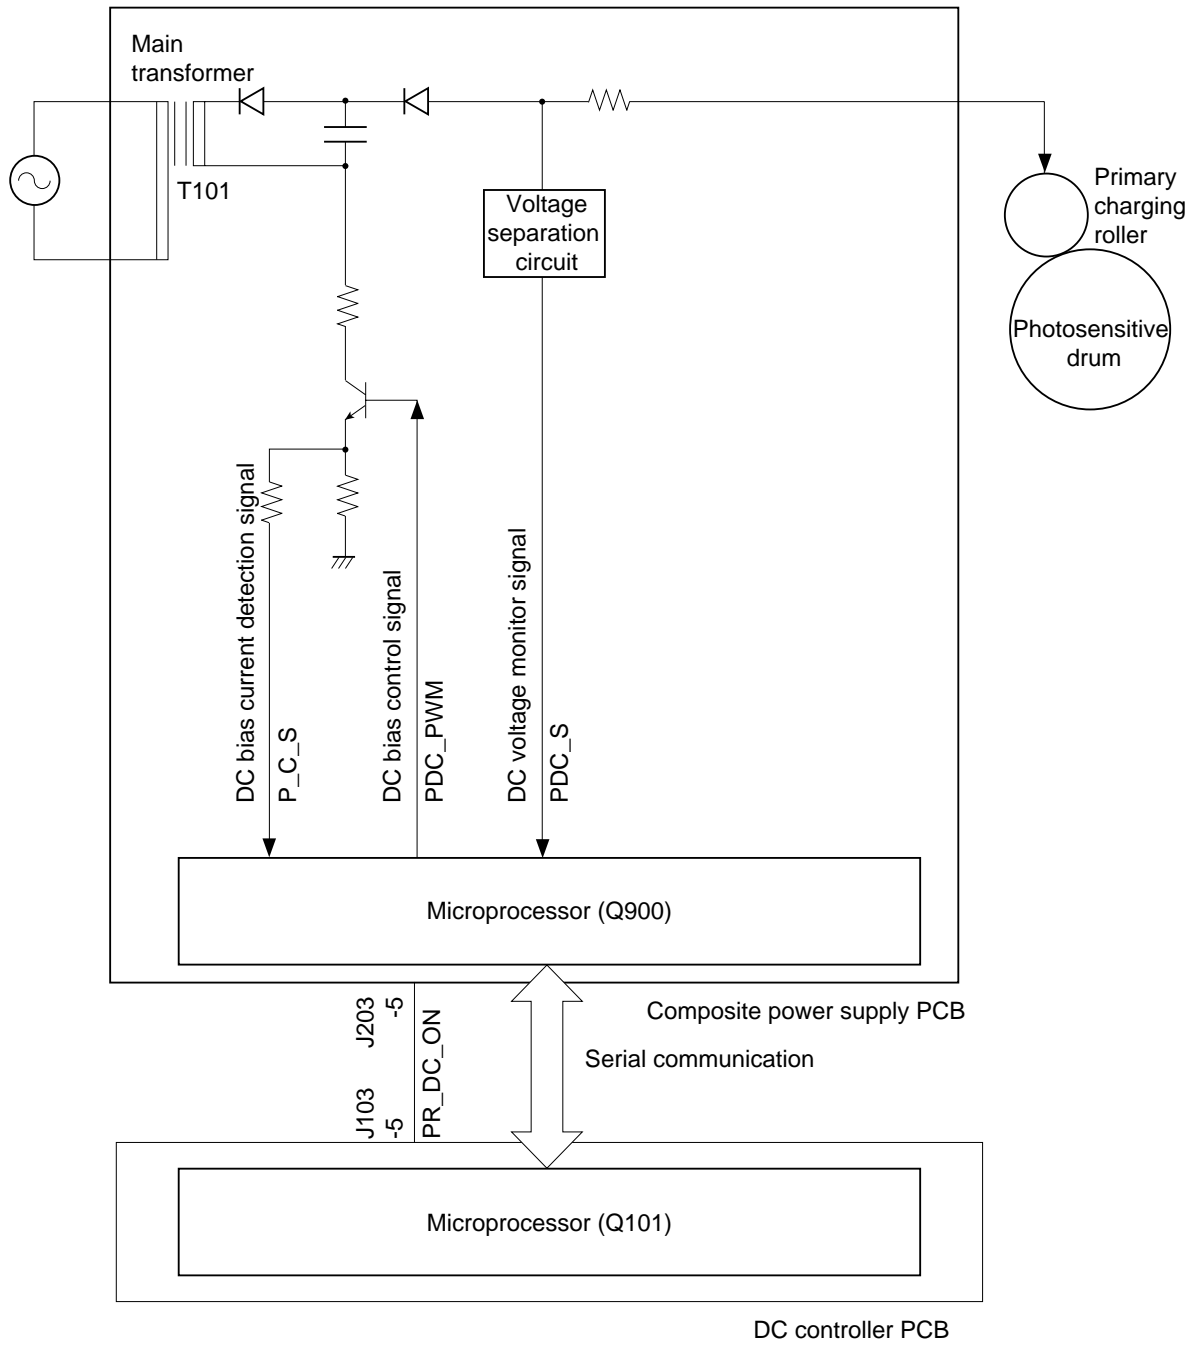 Main
transformer
T101
Voltage
separation
circuit
Primary
charging
roller
Photosensitive
drum
DC bias current detection signal
P_C_S
DC bias control signal
PDC_PWM
DC voltage monitor signal
PDC_S
Microprocessor (Q900)
J203
-5
PR_DC_ON
J103
-5
Composite power supply PCB
Serial communication
Microprocessor (Q101)
DC controller PCB